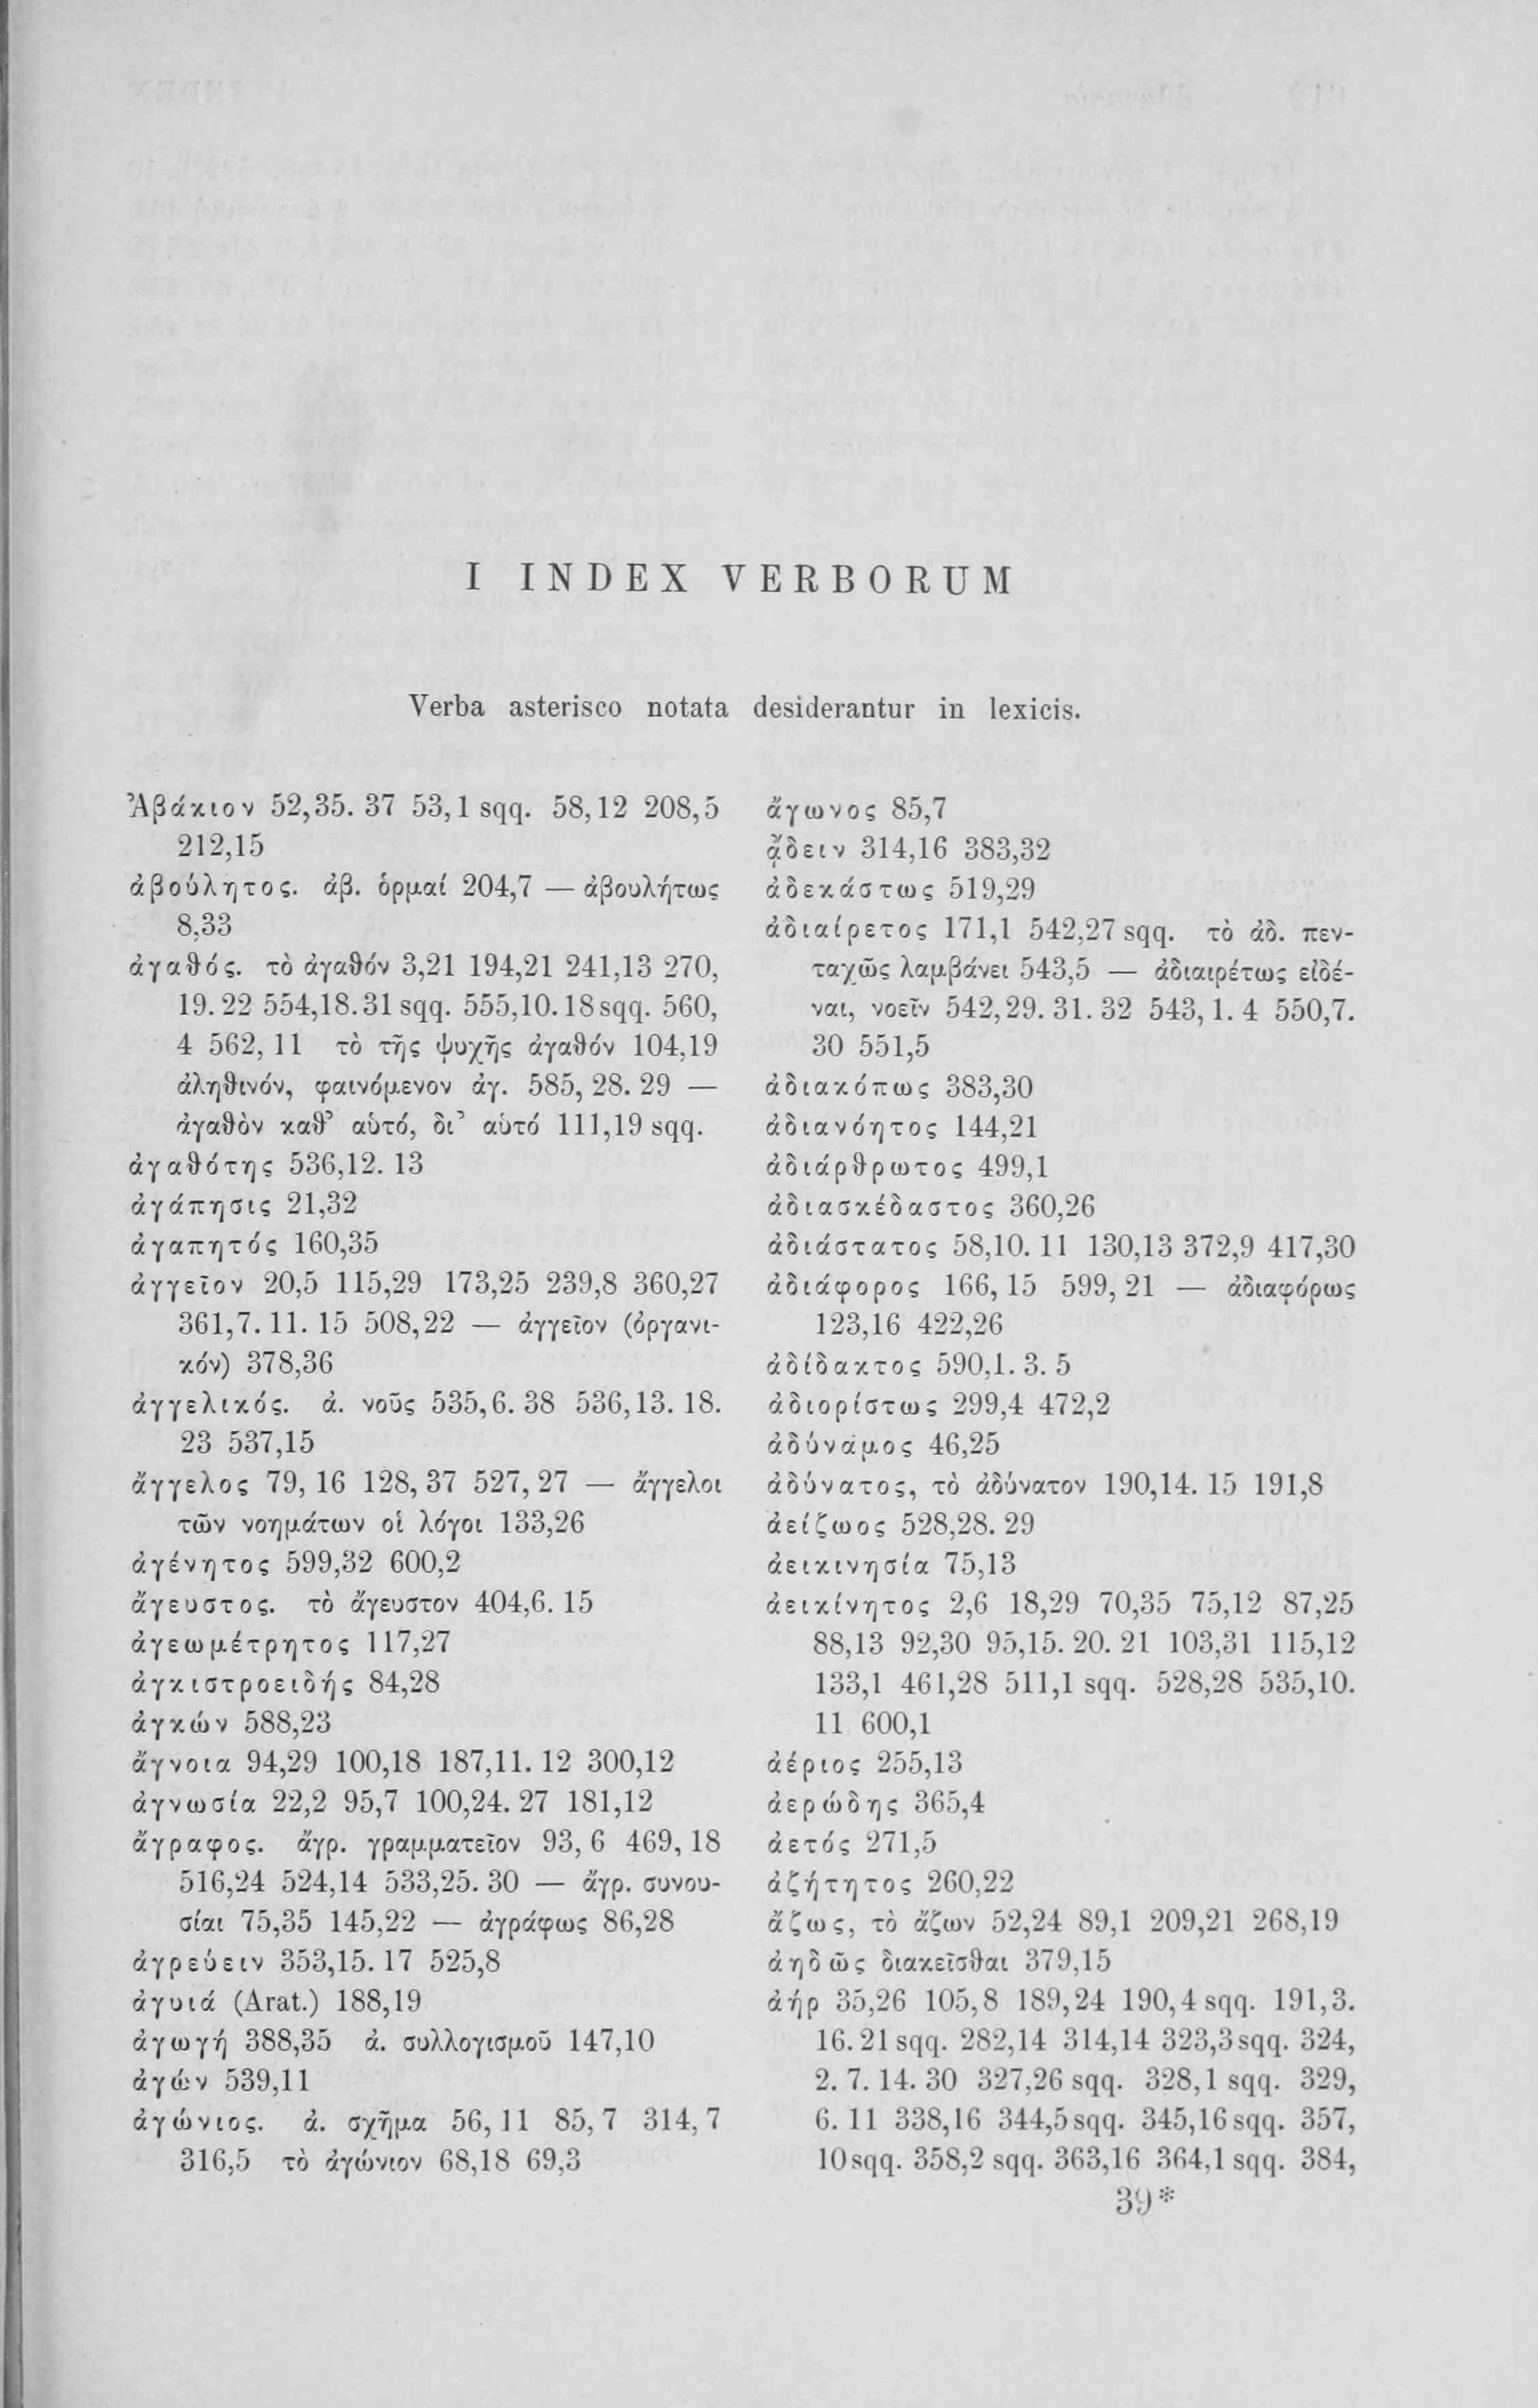 I INDEX VERBORUM
Verba asterisco notata desiderantur in lexicis.
Ἀβάκιον 52,35. 37 53,1 sqq. 58,12 208,5
212,15
ἀβούλητος. ἀβ. ὁρμαί 204,7 — ἀβουλήτως
8,33
ἀγαθός. τὸ ἀγαθόν 3,21 194,21 241,13 270,
19. 22 554,18. 31 sqq. 555,10. 18 sqq. 560,
4 562, 11 τὸ τῆς ψυχῆς ἀγαθόν 104,19
ἀληθινόν, φαινόμενον ἀγ. 585, 28. 29 —
ἀγαθὸν καθ’ αὑτό, δι’ αὑτό 111,19 sqq.
ἀγαθότης 536,12. 13
ἀγάπησις 21,32
ἀγαπητός 160,35
ἀγγεῖον 20,5 115,29 173,25 239,8 360,27
361,7. 11. 15 508,22 — ἀγγεῖον (ὀργανι-
κόν) 378,36
ἀγγελικός. ἀ. νοῦς 535,6. 38 536,13. 18.
23 537,15
ἄγγελος 79, 16 128, 37 527, 27 — ἄγγελοι
τῶν νοημάτων οἱ λόγοι 133,26
ἀγένητος 599,32 600,2
ἄγευστος. τὸ ἄγευστον 404,6. 15
ἀγεωμέτρητος 117,27
ἀγκιστροειδής 84,28
ἀγκών 588,23
ἄγνοια 94,29 100,18 187,11. 12 300,12
ἀγνωσία 22,2 95,7 100,24. 27 181,12
ἄγραφος. ἄγρ. γραμματεῖον 93, 6 469, 18
516,24 524,14 533,25. 30 — ἄγρ. συνου-
σίαι 75,35 145,22 — ἀγράφως 86,28
ἀγρεύειν 353,15. 17 525,8
ἀγυιά (Arat.) 188,19
ἀγωγή 388,35 ἀ. συλλογισμοῦ 147,10
ἀγών 539,11
ἀγώνιος. ἀ. σχῆμα 56, 11 85, 7 314, 7
316,5 τὸ ἀγώνιον 68,18 69,3
ἄγωνος 85,7
ᾄδειν 314,16 383,32
ἀδεκάστως 519,29
ἀδιαίρετος 171,1 542,27 sqq. τὸ ἀδ. πεν-
ταχῶς λαμβάνει 543,5 — ἀδιαιρέτως εἰδέ-
ναι, νοεῖν 542, 29. 31. 32 543, 1. 4 550,7.
30 551,5
ἀδιακόπως 383,30
ἀδιανόητος 144,21
ἀδιάρθρωτος 499,1
ἀδιασκέδαστος 360,26
ἀδιάστατος 58,10. 11 130,13 372,9 417,30
ἀδιάφορος 166, 15 599, 21 — ἀδιαφόρως
123,16 422,26
ἀδίδακτος 590,1. 3. 5
ἀδιορίστως 299,4 472,2
ἀδύναμος 46,25
ἀδύνατος, τὸ ἀδύνατον 190,14. 15 191,8
ἀείζωος 528,28. 29
ἀεικινησία 75,13
ἀεικίνητος 2,6 18,29 70,35 75,12 87,25
88,13 92,30 95,15. 20. 21 103,31 115,12
133,1 461,28 511,1 sqq. 528,28 535,10.
11 600,1
ἀέριος 255,13
ἀερώδης 365,4
ἀετός 271,5
ἀζήτητος 260,22
ἄζως, τὸ ἄζων 52,24 89,1 209,21 268,19
ἀηδῶς διακεῖσθαι 379,15
ἀήρ 35,26 105,8 189,24 190,4 sqq. 191,3.
16. 21 sqq. 282,14 314,14 323,3 sqq. 324,
2. 7. 14. 30 327,26 sqq. 328,1 sqq. 329,
6. 11 338,16 344,5 sqq. 345,16 sqq. 357,
10 sqq. 358,2 sqq. 363,16 364,1 sqq. 384,
39*